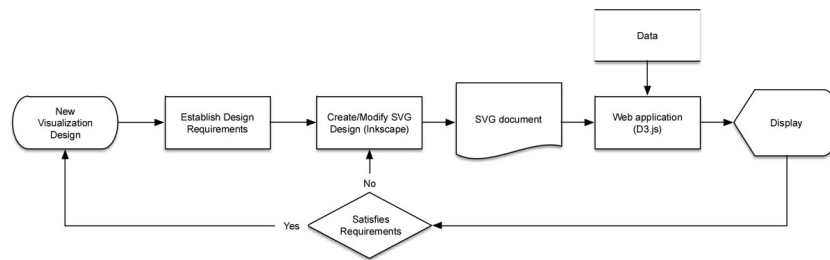 Data
New
Visualization
Design
Establish Design
Requirements
Create/Modify SVG
Design (Inkscape)
SVG document
Web application
(D3.js)
Display
No
Yes
Satisfies
Requirements